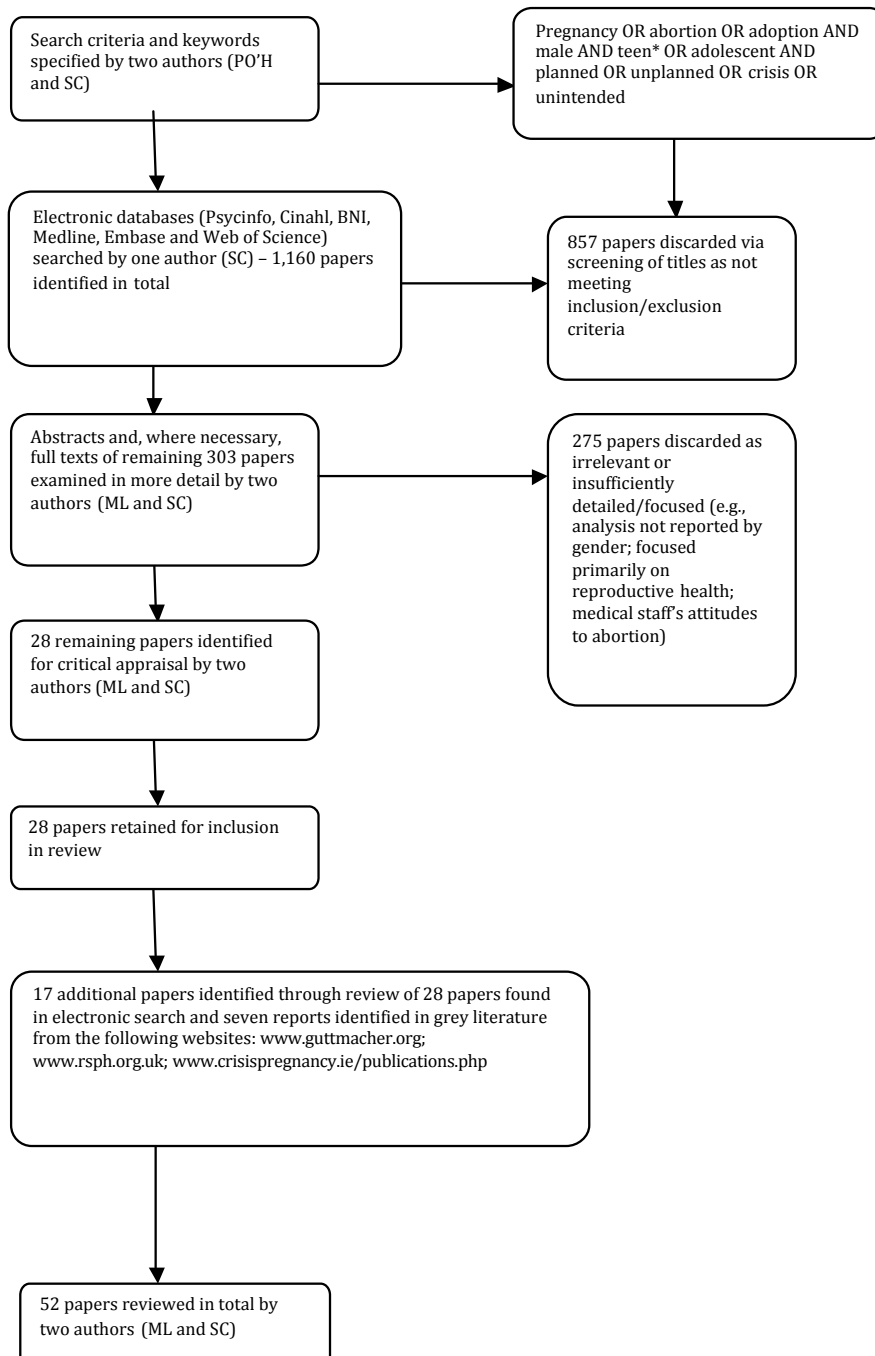 Search criteria and keywords
specified by two authors (PO’H
and SC)
Pregnancy OR abortion OR adoption AND
male AND teen* OR adolescent AND
planned OR unplanned OR crisis OR
unintended
Electronic databases (Psycinfo, Cinahl, BNI,
Medline, Embase and Web of Science)
searched by one author (SC) – 1,160 papers
identified in total
857 papers discarded via
screening of titles as not
meeting
inclusion/exclusion
criteria
Abstracts and, where necessary,
full texts of remaining 303 papers
examined in more detail by two
authors (ML and SC)
275 papers discarded as
irrelevant or
insufficiently
detailed/focused (e.g.,
analysis not reported by
gender; focused
primarily on
reproductive health;
medical staff’s attitudes
to abortion)
28 remaining papers identified
for critical appraisal by two
authors (ML and SC)
28 papers retained for inclusion
in review
17 additional papers identified through review of 28 papers found
in electronic search and seven reports identified in grey literature
from the following websites: www.guttmacher.org;
www.rsph.org.uk; www.crisispregnancy.ie/publications.php
52 papers reviewed in total by
two authors (ML and SC)